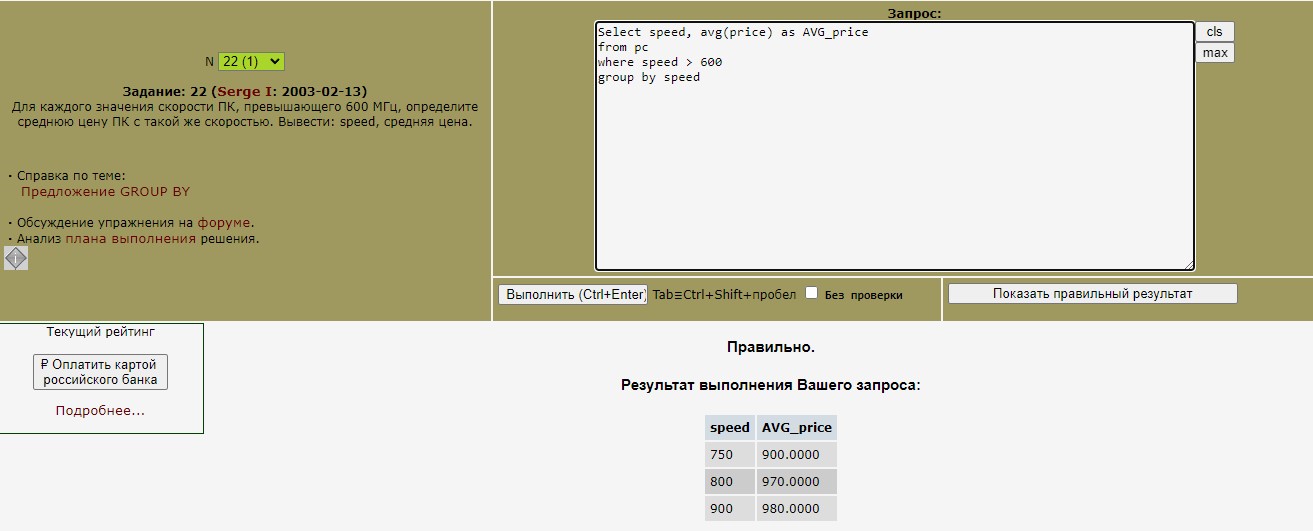 N 22 (1)
Задание: 22 (Serge I: 2003-02-13)
Для каждого значения скорости ПК, превышающего 600 МГц, определите
среднюю цену ПК с такой же скоростью. Вывести: speed, средняя цена.
· Справка по теме:
Предложение GROUP BY
· Обсуждение упражнения на форуме.
· Анализ плана выполнения решения.
Запрос:
Select speed, avg(price) as AVG_price
from pc
where speed > 600
group by speed
cls
max
Выполнить (Ctrl+Enter) Tab≡Ctrl+Shift+пробел Без проверки
Показать правильный результат
Текущий рейтинг
₽ Оплатить картой
российского банка
Подробнее...
Правильно.
Результат выполнения Вашего запроса:
speed AVG_price
750 900.0000
800 970.0000
900 980.0000